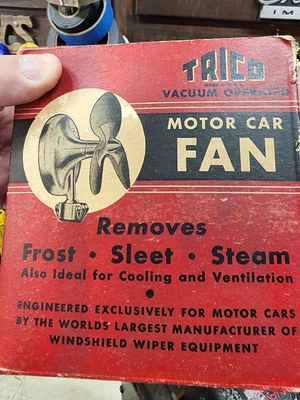 TRICO
VACUUM OPERATED
MOTOR CAR
FAN
Removes
Frost • Sleet • Steam
Also Ideal for Cooling and Ventilation
•
ENGINEERED EXCLUSIVELY FOR MOTOR CARS
BY THE WORLDS LARGEST MANUFACTURER OF
WINDSHIELD WIPER EQUIPMENT